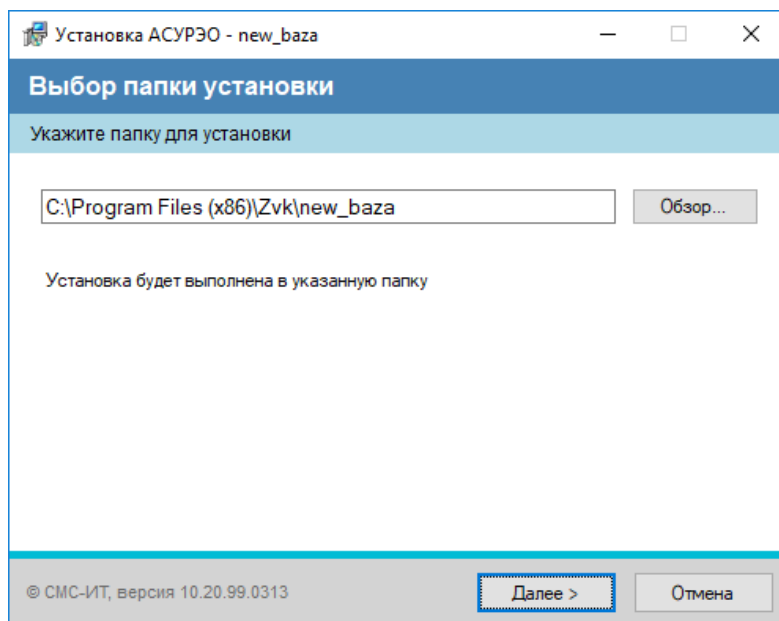 Установка АСУРЭО - new_baza
Выбор папки установки
Укажите папку для установки
C:\Program Files (x86)\Zvk\new_baza
Обзор...
Установка будет выполнена в указанную папку
© СМС-ИТ, версия 10.20.99.0313
Далее >
Отмена